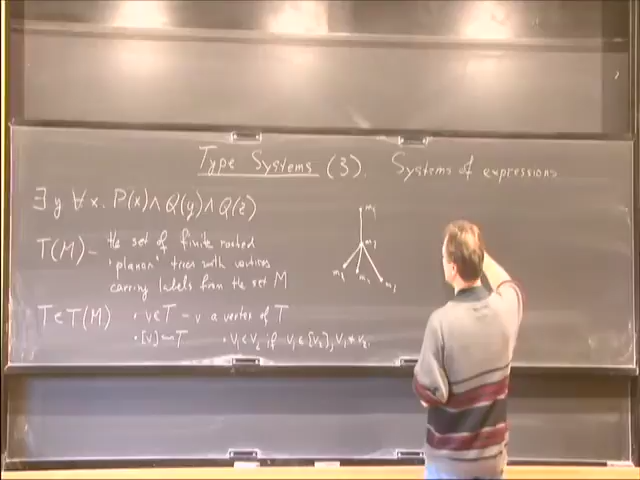 Type Systems (3). Systems of expressions
∃y ∀x. P(x)∧Q(y)∧Q(z)
T(M) – the set of finite rooted
'planar' trees with vertices
carrying labels from the set M
T∈T(M) • v∈T – v a vertex of T
• [v] T • v₁<v₂ if v₁∈[v₂], v₁≠v₂.